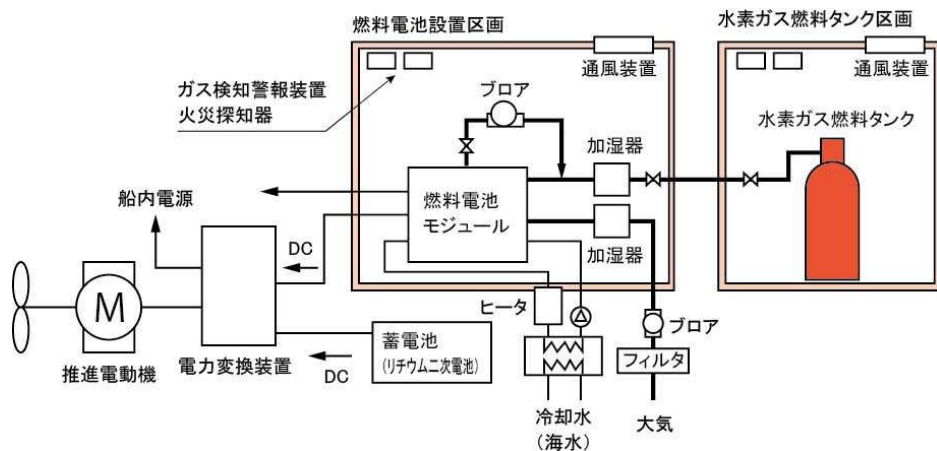 燃料電池設置区画
水素ガス燃料タンク区画
通風装置
通風装置
ガス検知警報装置
火災探知器
ブロア
水素ガス燃料タンク
加湿器
燃料電池
モジュール
加湿器
船内電源
DC
M
推進電動機
電力変換装置
DC
蓄電池
(リチウム二次電池)
ヒータ
冷却水
(海水)
ブロア
フィルタ
大気